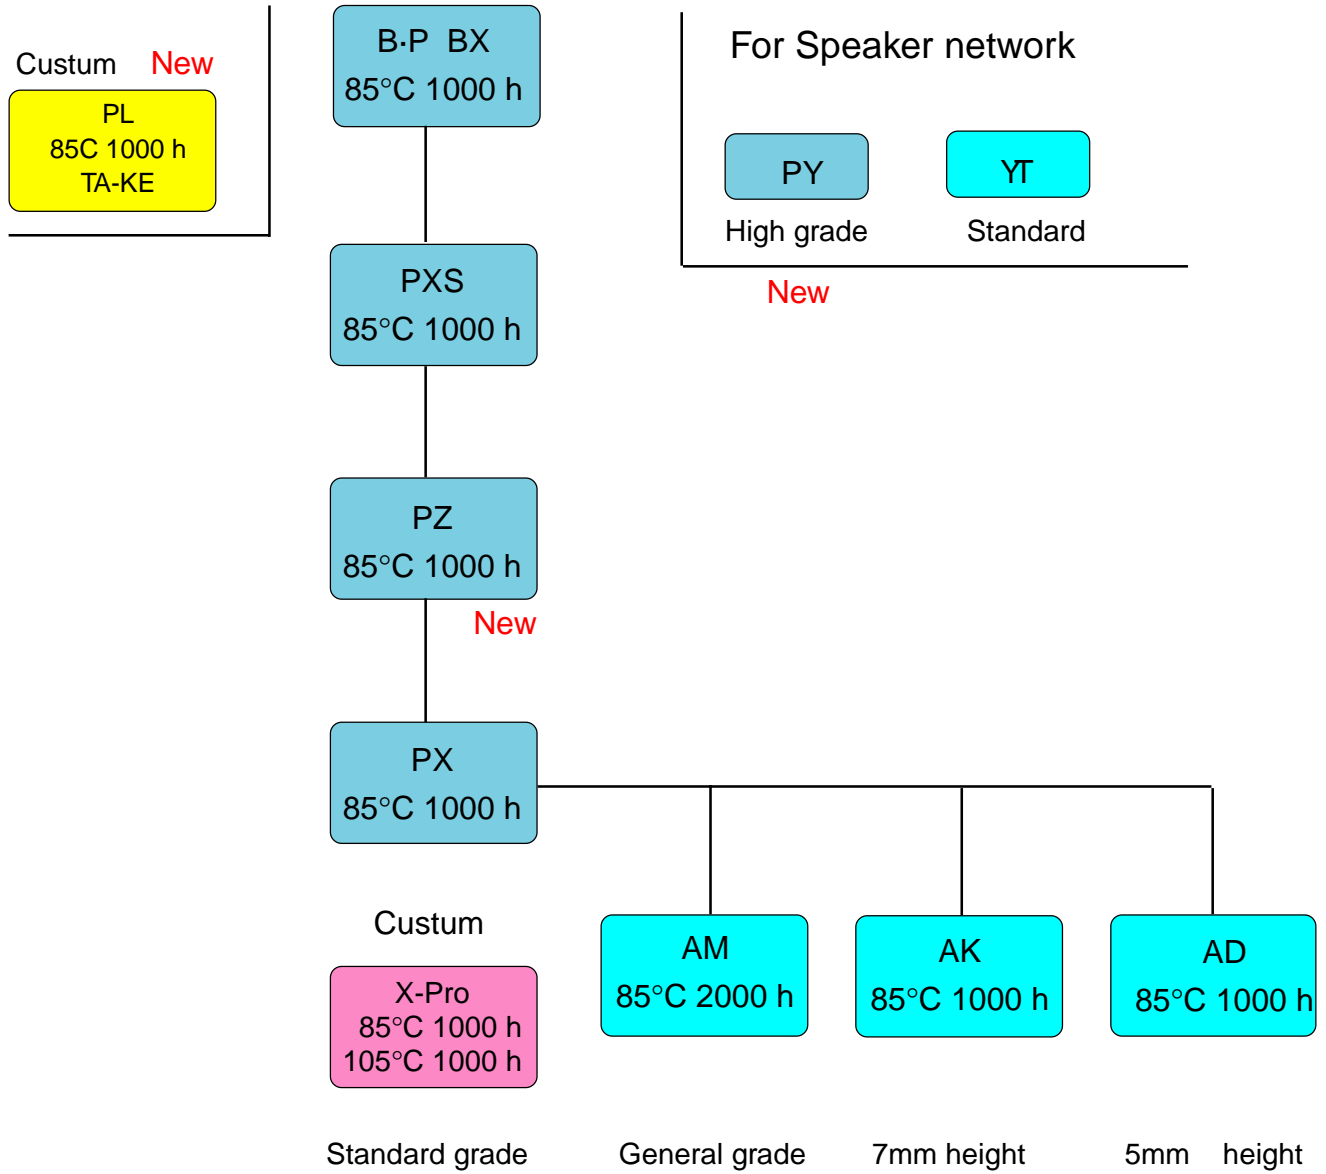 Custum New
PL
85C 1000 h
TA-KE
B·P BX
85°C 1000 h
For Speaker network
PY
YT
High grade
Standard
New
PXS
85°C 1000 h
PZ
85°C 1000 h
New
PX
85°C 1000 h
Custum
X-Pro
85°C 1000 h
105°C 1000 h
AM
85°C 2000 h
AK
85°C 1000 h
AD
85°C 1000 h
Standard grade
General grade
7mm height
5mm height